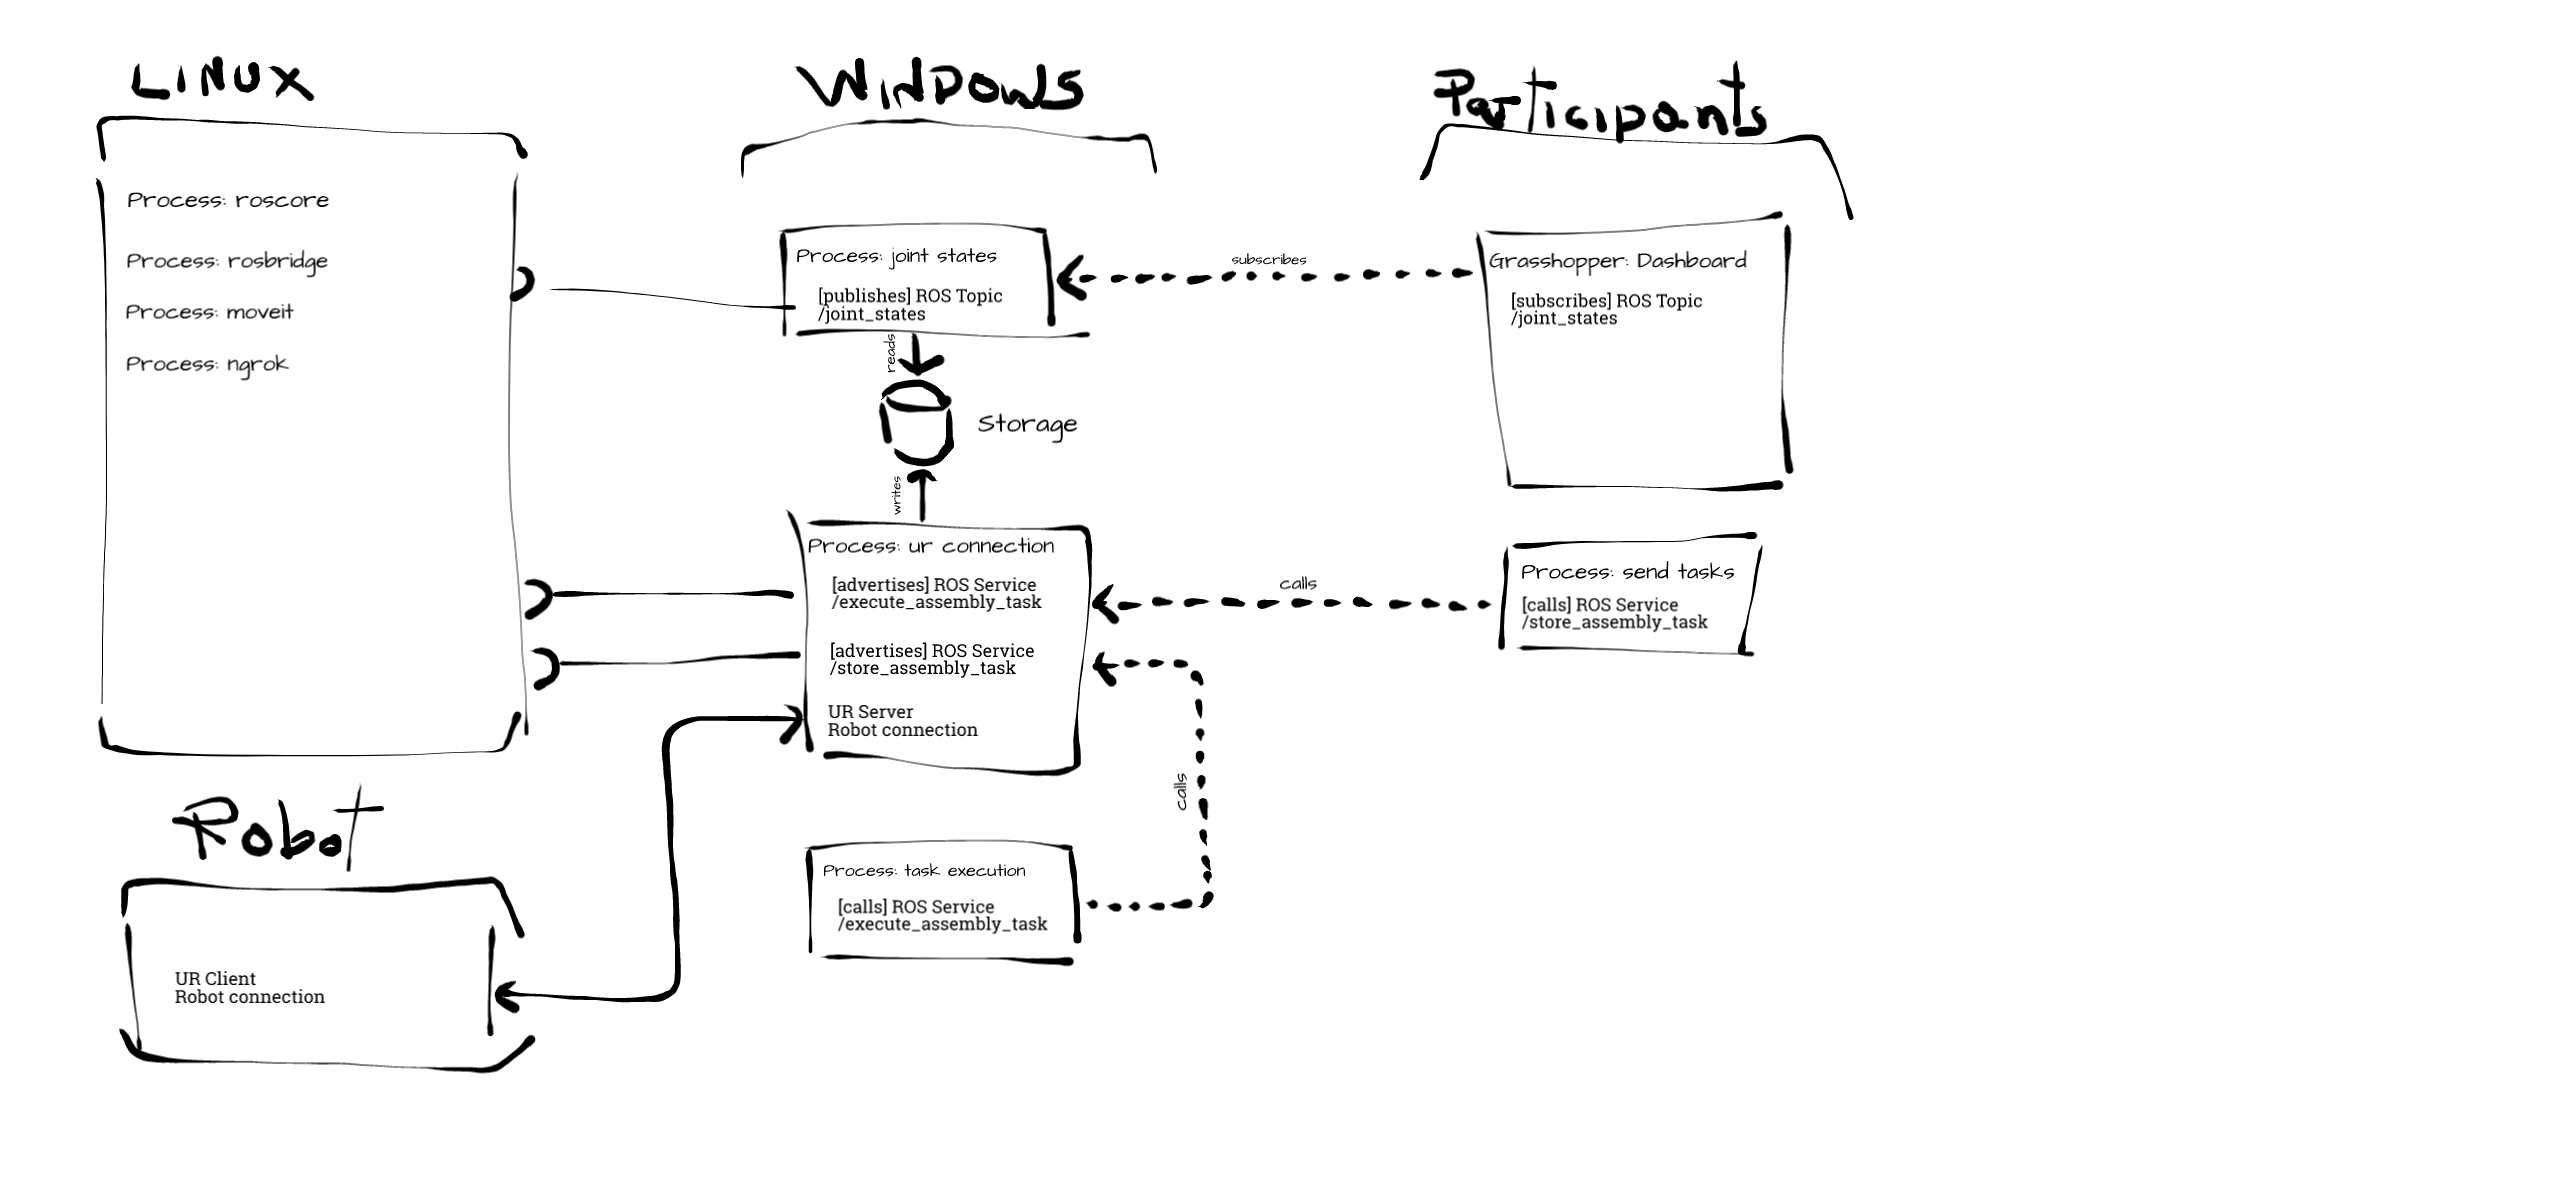 LINUX
Process: roscore
Process: rosbridge
Process: moveit
Process: ngrok
Robot
UR Client
Robot connection
WINDOWS
Process: joint states
[publishes] ROS Topic
/joint_states
reads
Storage
writes
Process: ur connection
[advertises] ROS Service
/execute_assembly_task
[advertises] ROS Service
/store_assembly_task
UR Server
Robot connection
Process: task execution
[calls] ROS Service
/execute_assembly_task
subscribes
calls
calls
Participants
Grasshopper: Dashboard
[subscribes] ROS Topic
/joint_states
Process: send tasks
[calls] ROS Service
/store_assembly_task